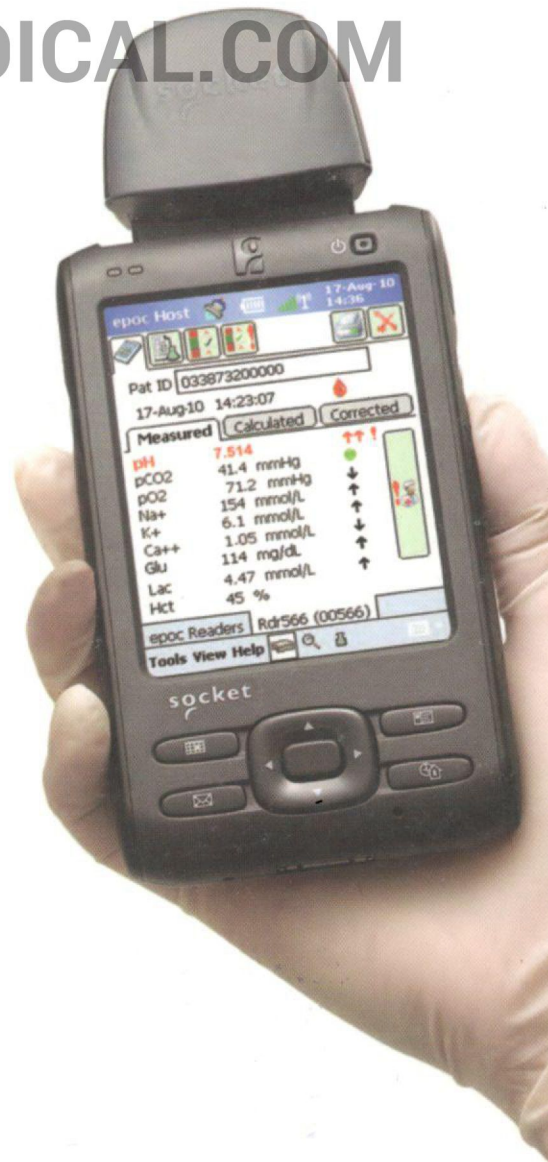 DICAL.COM
socket
epoc Host 17-Aug-10
14:36
Pat ID 033873200000
17-Aug-10 14:23:07
Measured Calculated Corrected
pH 7.514 ↑↑ !
pCO2 41.4 mmHg
pO2 71.2 mmHg ↓
Na+ 154 mmol/L ↑
K+ 6.1 mmol/L ↑
Ca++ 1.05 mmol/L ↓
Glu 114 mg/dL ↑
Lac 4.47 mmol/L ↑
Hct 45 %
epoc Readers Rdr566 (00566)
Tools View Help
socket